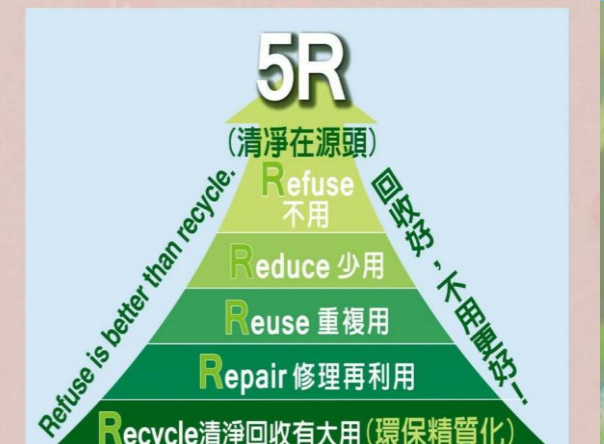 5R
(清淨在源頭)
Refuse
不用
Reduce 少用
Reuse 重複用
Repair 修理再利用
Recycle清淨回收有大用(環保精質化)
Refuse is better than recycle.
回收好，不用更好！